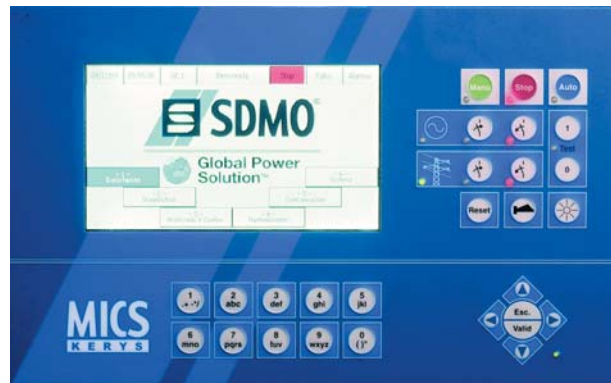 Stop
SDMO®
Global Power
Solution™
Manu
Stop
Auto
1
Test
0
Reset
MICS
KERYS
1
.+-*/
2
abc
3
def
4
ghi
5
jkl
6
mno
7
pqrs
8
tuv
9
wxyz
0
( )°
Esc.
Valid